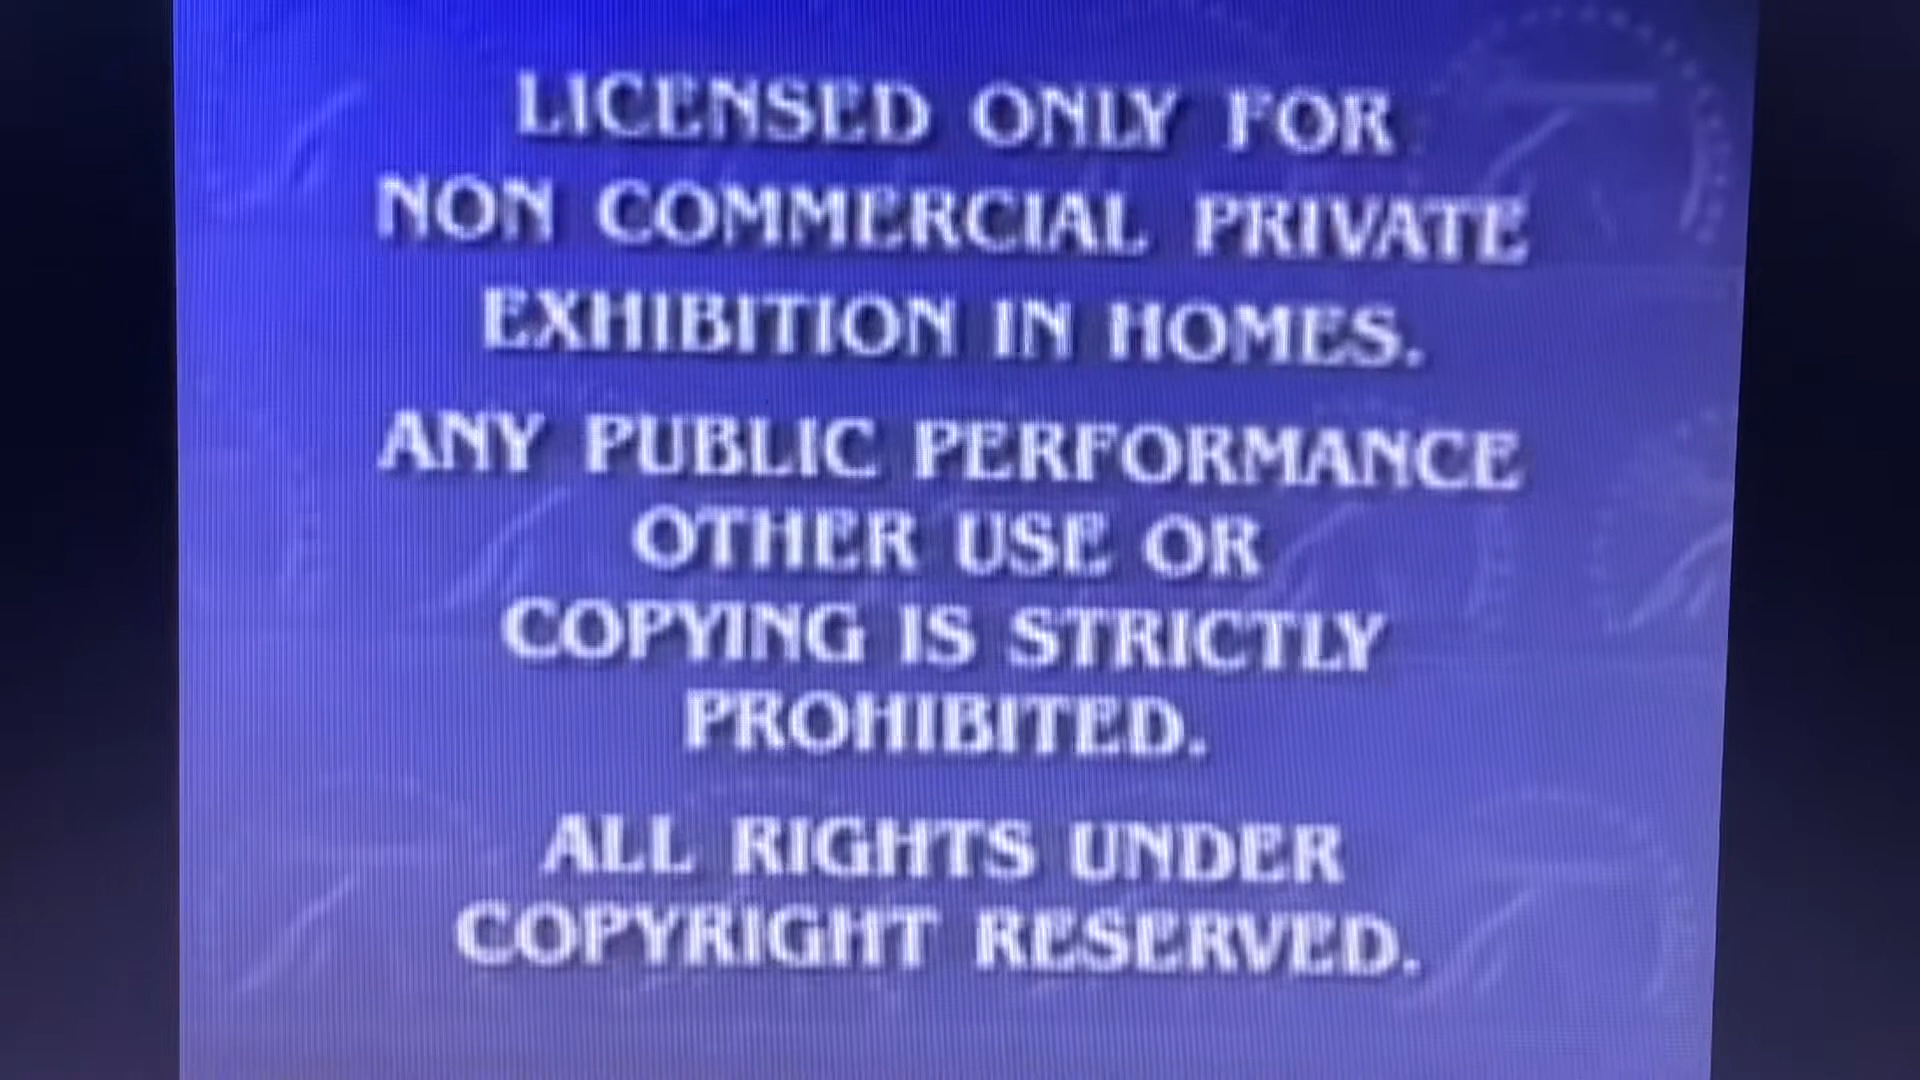 LICENSED ONLY FOR
NON COMMERCIAL PRIVATE
EXHIBITION IN HOMES.
ANY PUBLIC PERFORMANCE
OTHER USE OR
COPYING IS STRICTLY
PROHIBITED.
ALL RIGHTS UNDER
COPYRIGHT RESERVED.